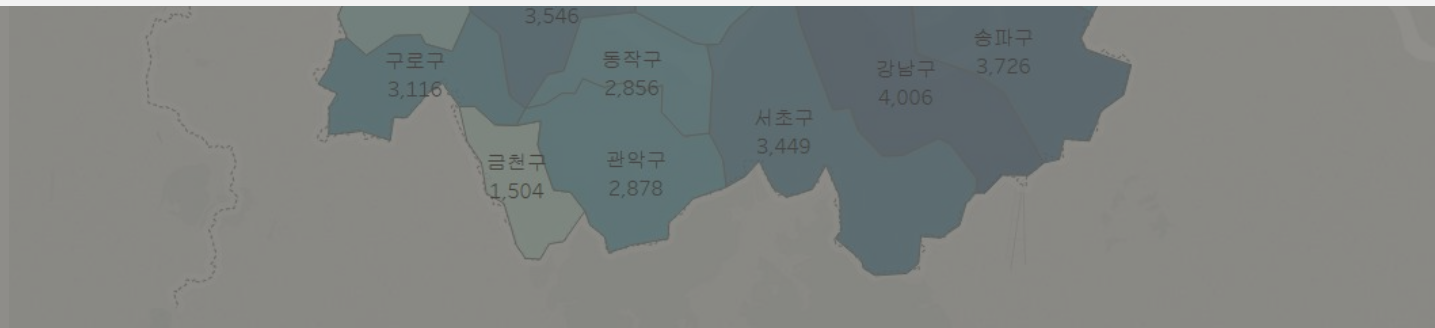 3,546
송파구
3,726
구로구
3,116
동작구
2,856
강남구
4,006
서초구
3,449
금천구
1,504
관악구
2,878